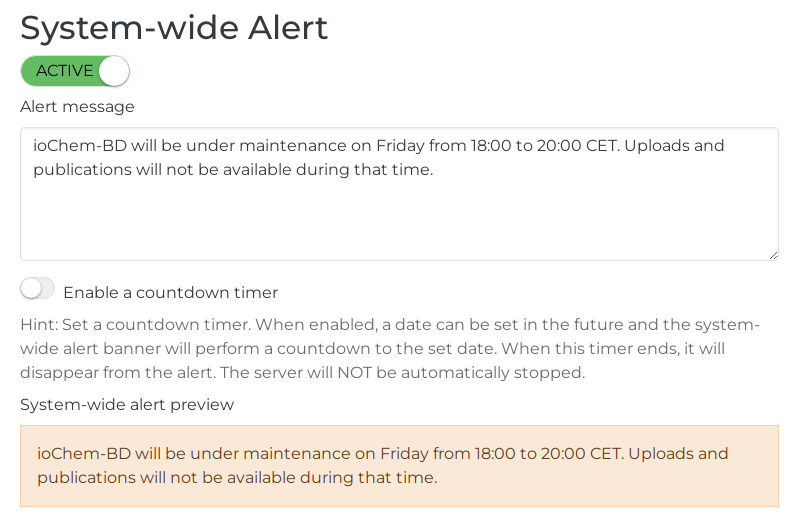 System-wide Alert
ACTIVE
Alert message
ioChem-BD will be under maintenance on Friday from 18:00 to 20:00 CET. Uploads and
publications will not be available during that time.
Enable a countdown timer
Hint: Set a countdown timer. When enabled, a date can be set in the future and the system-
wide alert banner will perform a countdown to the set date. When this timer ends, it will
disappear from the alert. The server will NOT be automatically stopped.
System-wide alert preview
ioChem-BD will be under maintenance on Friday from 18:00 to 20:00 CET. Uploads and
publications will not be available during that time.